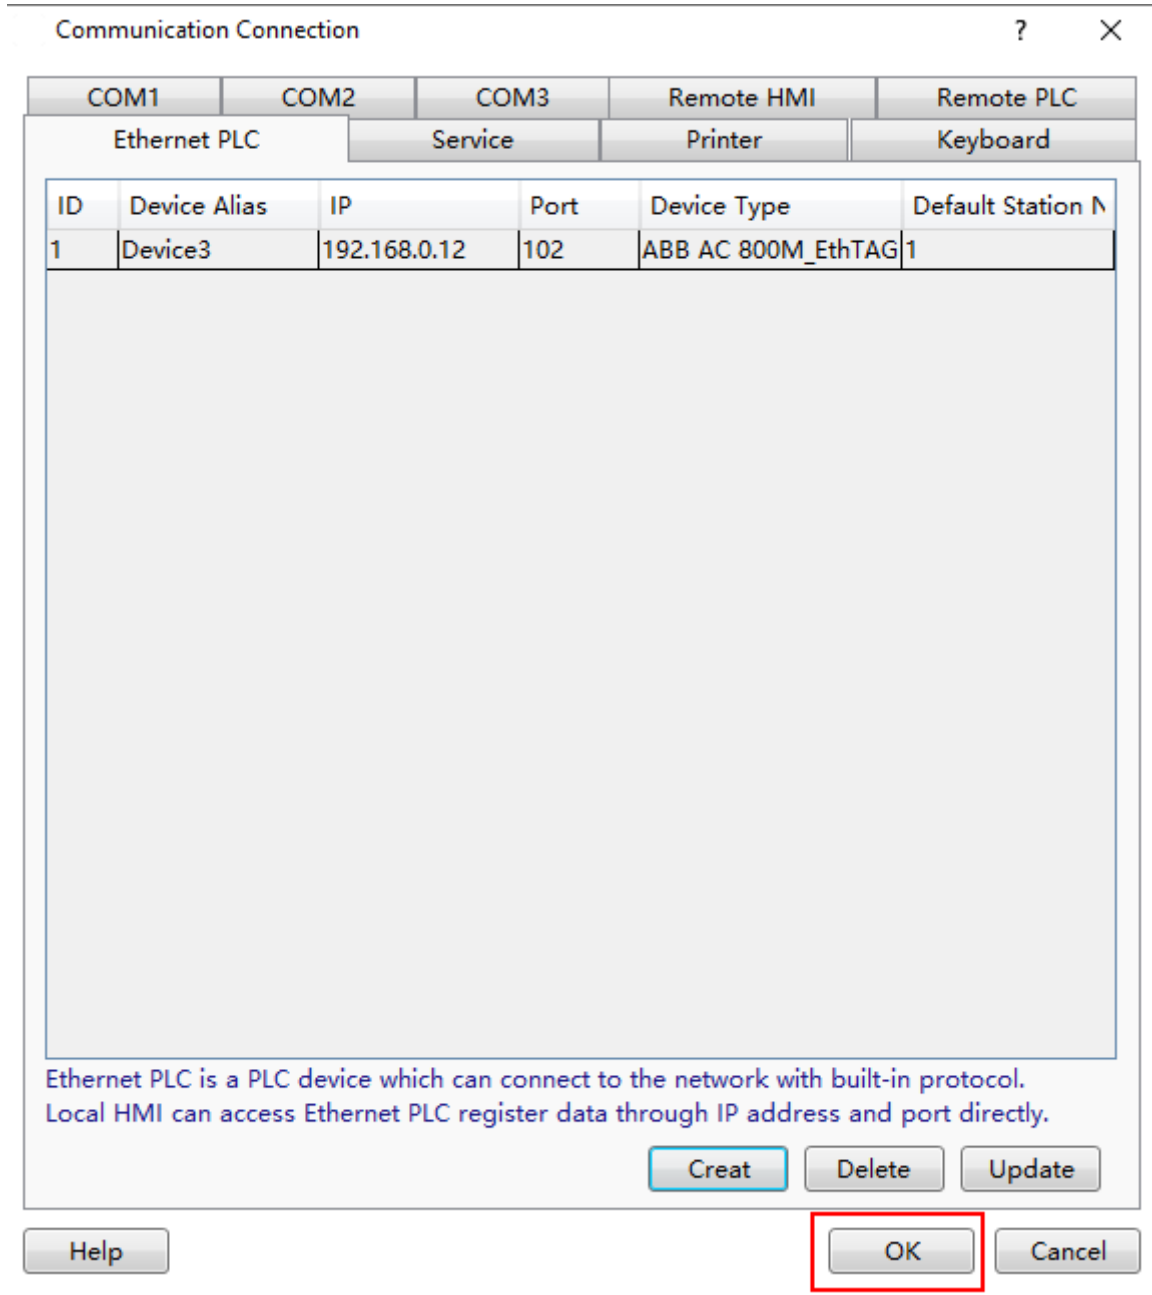 Communication Connection ?
COM1 COM2 COM3 Remote HMI Remote PLC
Ethernet PLC Service Printer Keyboard
ID Device Alias IP Port Device Type Default Station N
1 Device3 192.168.0.12 102 ABB AC 800M_EthTAG 1
Ethernet PLC is a PLC device which can connect to the network with built-in protocol.
Local HMI can access Ethernet PLC register data through IP address and port directly.
Creat Delete Update
Help OK Cancel